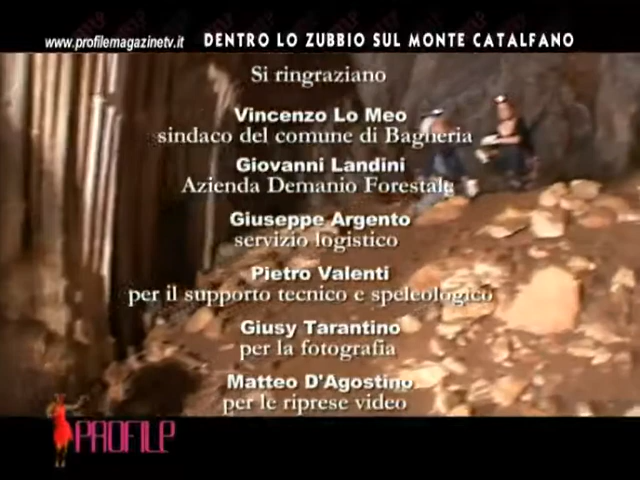 www.profilemagazinetv.it DENTRO LO ZUBBIO SUL MONTE CATALFANO
Si ringraziano
Vincenzo Lo Meo
sindaco del comune di Bagheria
Giovanni Landini
Azienda Demanio Forestale
Giuseppe Argento
servizio logistico
Pietro Valenti
per il supporto tecnico e speleologico
Giusy Tarantino
per la fotografia
Matteo D'Agostino
per le riprese video
PROFILE